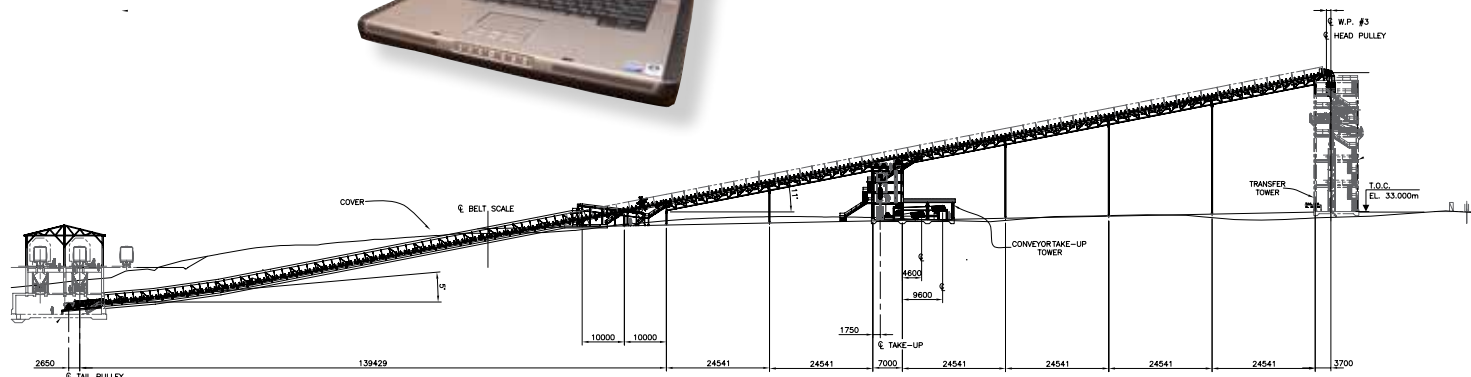 ℄ W.P. #3
℄ HEAD PULLEY
COVER
℄ BELT SCALE
11°
TRANSFER
TOWER
T.O.C.
EL. 33.000m
CONVEYOR TAKE-UP
TOWER
5°
℄
4600
℄
9600
10000
10000
1750
℄ TAKE-UP
2650
139429
24541
24541
7000
24541
24541
24541
24541
3700
℄ TAIL PULLEY